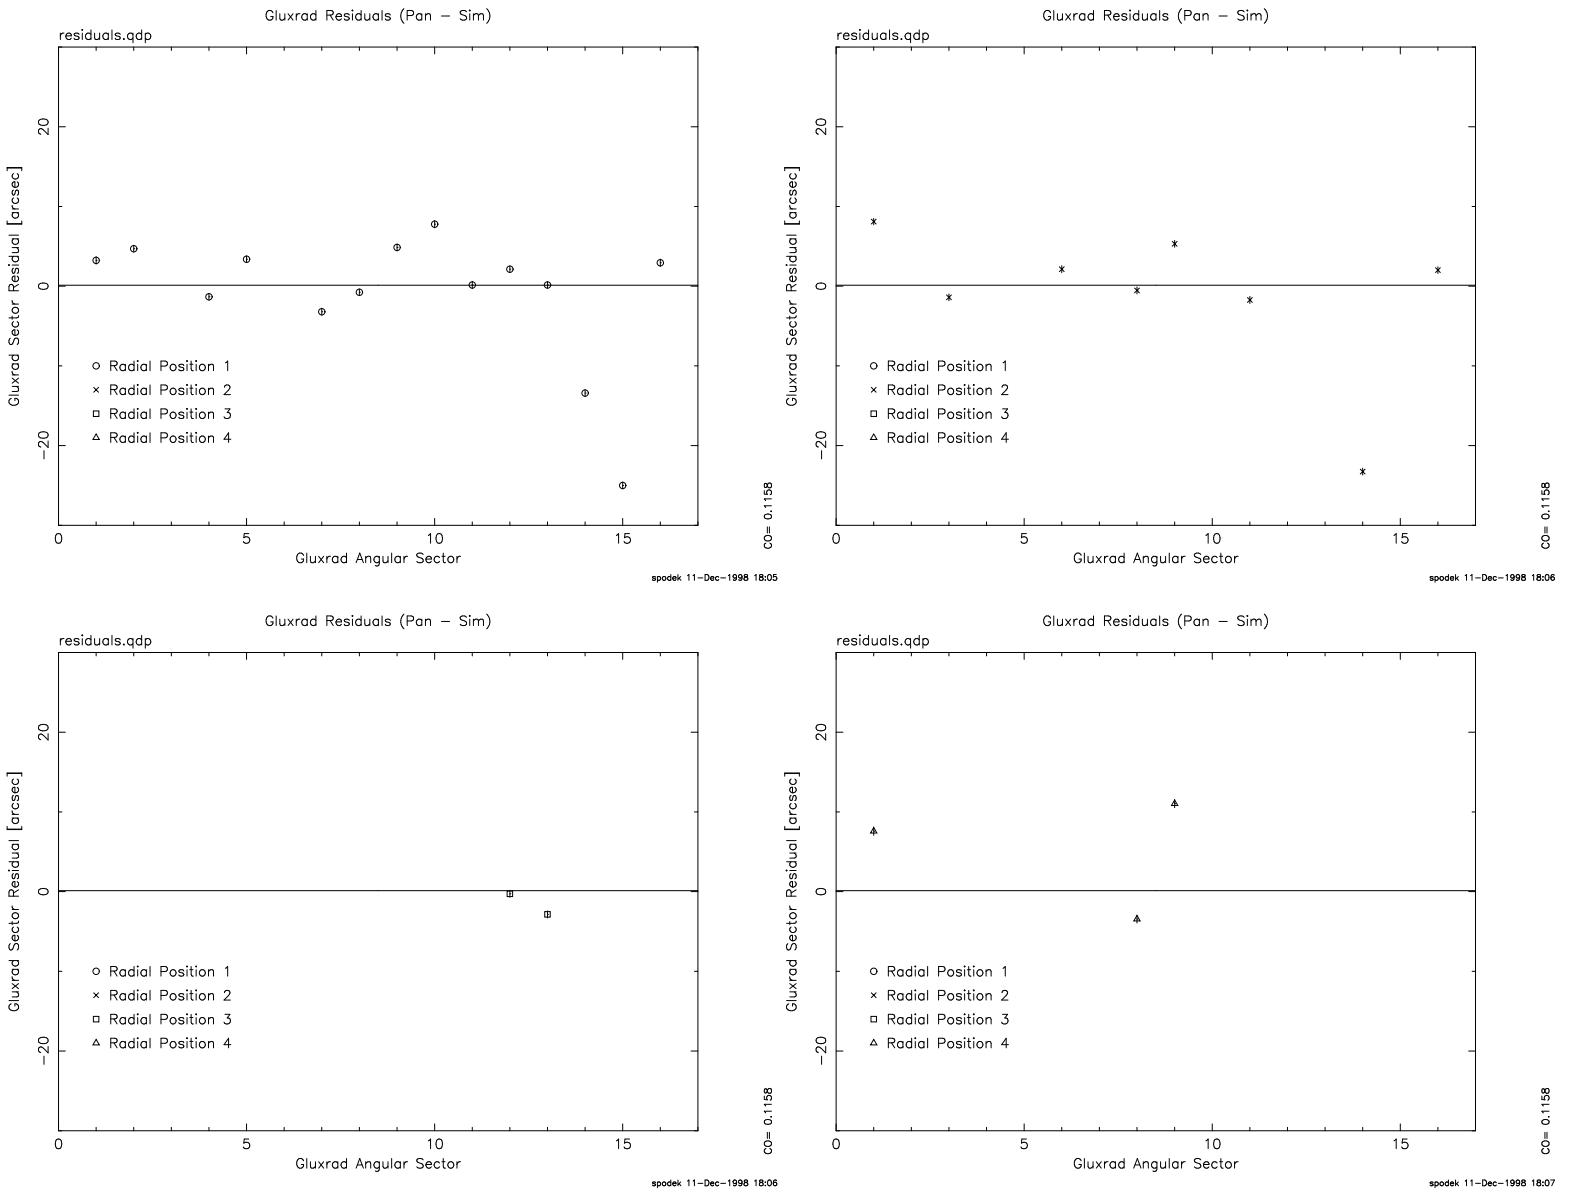 Gluxrad Residuals (Pan − Sim)
residuals.qdp
20
0
−20
Gluxrad Sector Residual [arcsec]
Radial Position 1
Radial Position 2
Radial Position 3
Radial Position 4
0 5 10 15
Gluxrad Angular Sector
CO= 0.1158
spodek 11−Dec−1998 18:05
Gluxrad Residuals (Pan − Sim)
residuals.qdp
20
0
−20
Gluxrad Sector Residual [arcsec]
Radial Position 1
Radial Position 2
Radial Position 3
Radial Position 4
0 5 10 15
Gluxrad Angular Sector
CO= 0.1158
spodek 11−Dec−1998 18:06
Gluxrad Residuals (Pan − Sim)
residuals.qdp
20
0
−20
Gluxrad Sector Residual [arcsec]
Radial Position 1
Radial Position 2
Radial Position 3
Radial Position 4
0 5 10 15
Gluxrad Angular Sector
CO= 0.1158
spodek 11−Dec−1998 18:06
Gluxrad Residuals (Pan − Sim)
residuals.qdp
20
0
−20
Gluxrad Sector Residual [arcsec]
Radial Position 1
Radial Position 2
Radial Position 3
Radial Position 4
0 5 10 15
Gluxrad Angular Sector
CO= 0.1158
spodek 11−Dec−1998 18:07